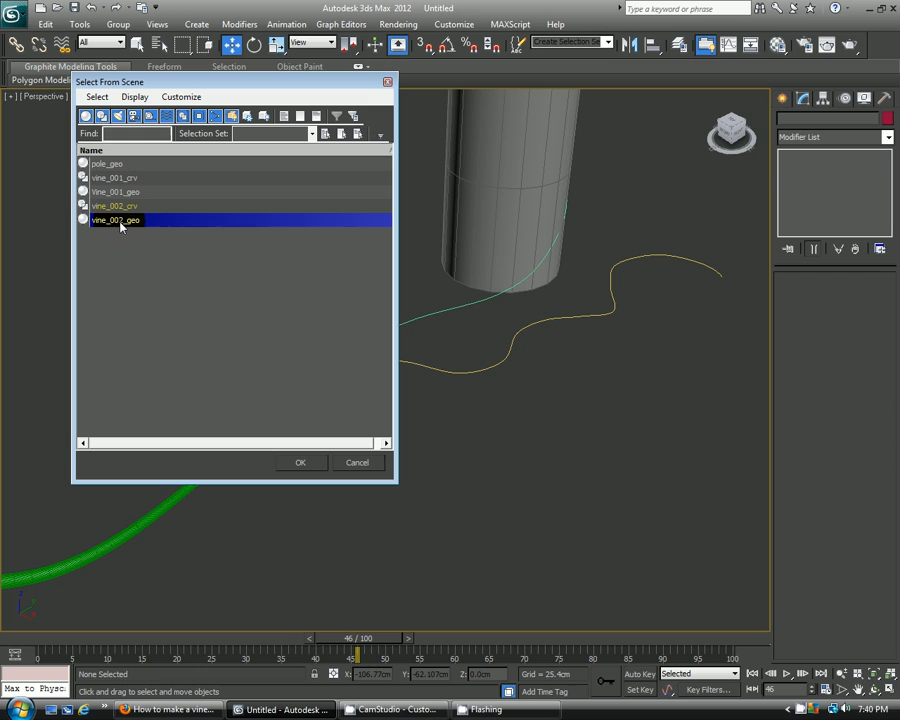 Autodesk 3ds Max 2012 Untitled
Type a keyword or phrase
Edit Tools Group Views Create Modifiers Animation Graph Editors Rendering Customize MAXScript Help
All
View
Create Selection Se
Graphite Modeling Tools Freeform Selection Object Paint
Polygon Modeli
[ + ] [ Perspective ]
Select From Scene
Select Display Customize
Find: Selection Set:
Name
pole_geo
vine_001_crv
Vine_001_geo
vine_002_crv
vine_002_geo
OK Cancel
Modifier List
46 / 100
0 5 10 15 20 25 30 35 40 45 50 55 60 65 70 75 80 85 90 95 100
None Selected X: -106.77cm Y: -62.107cm Z: 0.0cm Grid = 25.4cm Auto Key Selected
Max to Physc: Click and drag to select and move objects Add Time Tag Set Key Key Filters... 46
How to make a vine... Untitled - Autodesk ... CamStudio - Custo... Flashing 7:40 PM